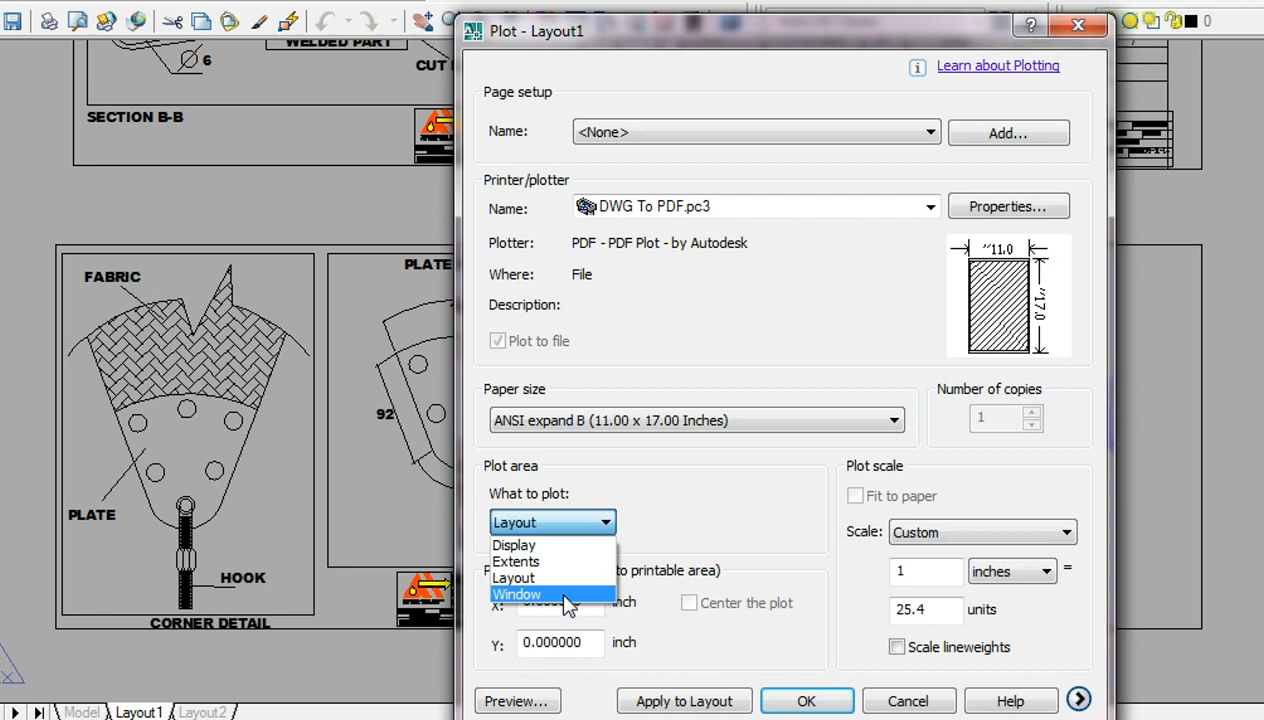 0
WELDED PART
6
CUT
SECTION B-B
FABRIC
PLATE
92
PLATE
HOOK
CORNER DETAIL
Model
Layout1
Layout2
Plot - Layout1
?
Learn about Plotting
Page setup
Name:
<None>
Add...
Printer/plotter
Name:
DWG To PDF.pc3
Properties...
Plotter:
PDF - PDF Plot - by Autodesk
Where:
File
Description:
Plot to file
11.0″
17.0″
Paper size
ANSI expand B (11.00 x 17.00 Inches)
Number of copies
1
Plot area
What to plot:
Layout
Display
Extents
Layout
Window
to printable area)
X:
inch
Center the plot
Y:
0.000000
inch
Plot scale
Fit to paper
Scale:
Custom
1
inches
=
25.4
units
Scale lineweights
Preview...
Apply to Layout
OK
Cancel
Help